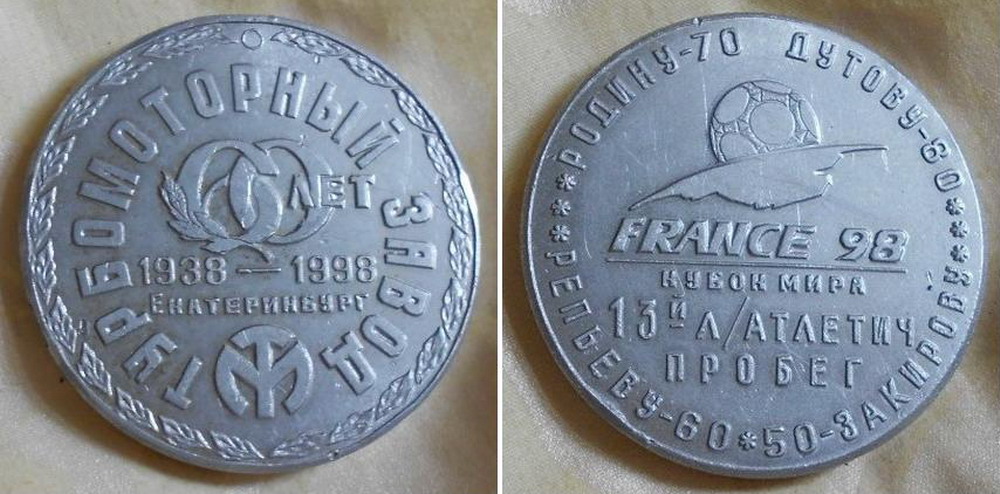 ТУРБОМОТОРНЫЙ ЗАВОД
60 ЛЕТ
1938-1998
ЕКАТЕРИНБУРГ
РОДИНУ-70 ДУТОВУ-80
FRANCE 98
КУБОК МИРА
13й Л/АТЛЕТИЧ
ПРОБЕГ
РЕПЬЕВУ-60*50-ЗАКИРОВУ